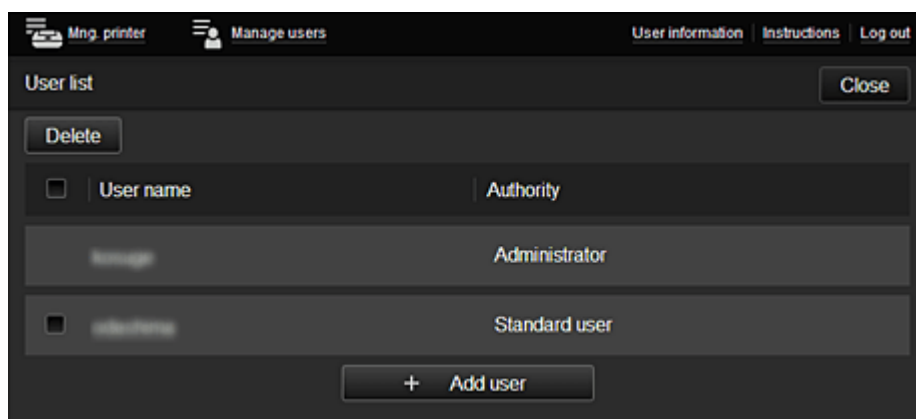 Mng. printer Manage users User information Instructions Log out
User list Close
Delete
User name Authority
Administrator
Standard user
+ Add user